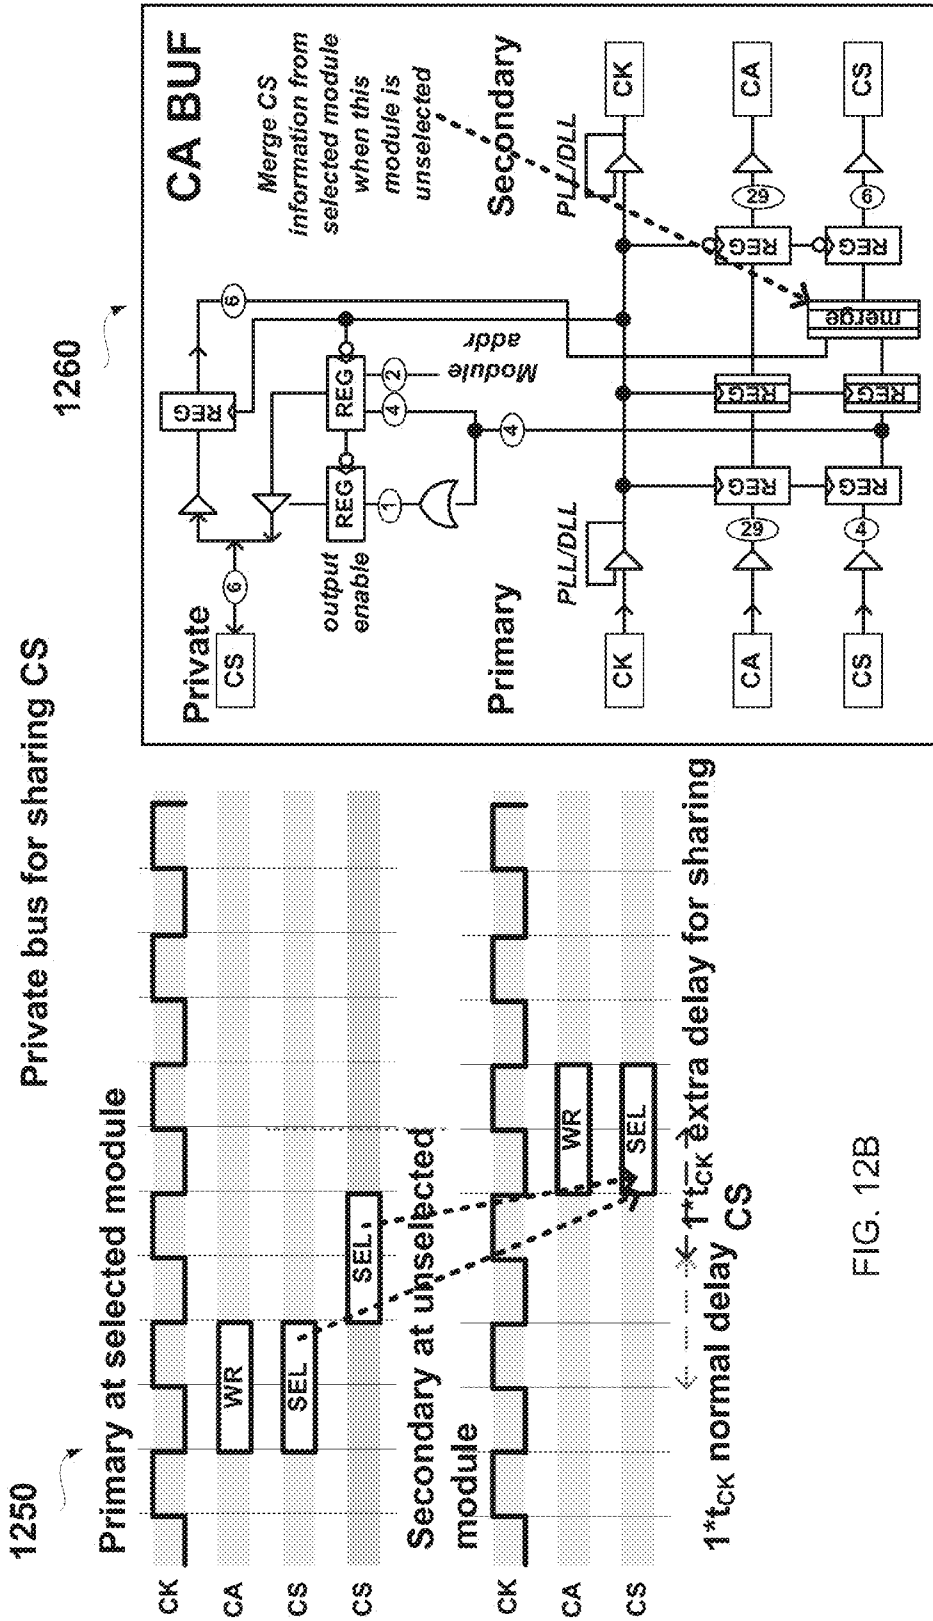 Private bus for sharing CS
1250
Primary at selected module
CK
CA
WR
CS
SEL
CS
SEL
Secondary at unselected
module
CK
CA
WR
CS
SEL
1*tCK normal delay
1*tCK extra delay for sharing
CS
1260
CA BUF
Private
CS
6
REG
6
output
enable
REG
1
REG
4
2
Module
addr
4
Merge CS
information from
selected module
when this
module is
unselected
Primary
Secondary
PLL/DLL
PLL/DLL
CK
CK
CA
29
REG
REG
REG
29
CA
CS
4
REG
REG
merge
REG
6
CS
FIG. 12B